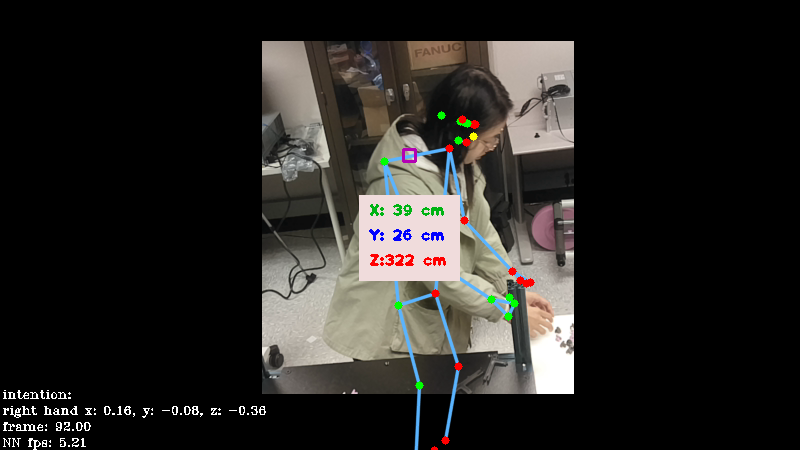 FANUC
X: 39 cm
Y: 26 cm
Z:322 cm
intention:
right hand x: 0.16, y: -0.08, z: -0.36
frame: 92.00
NN fps: 5.21